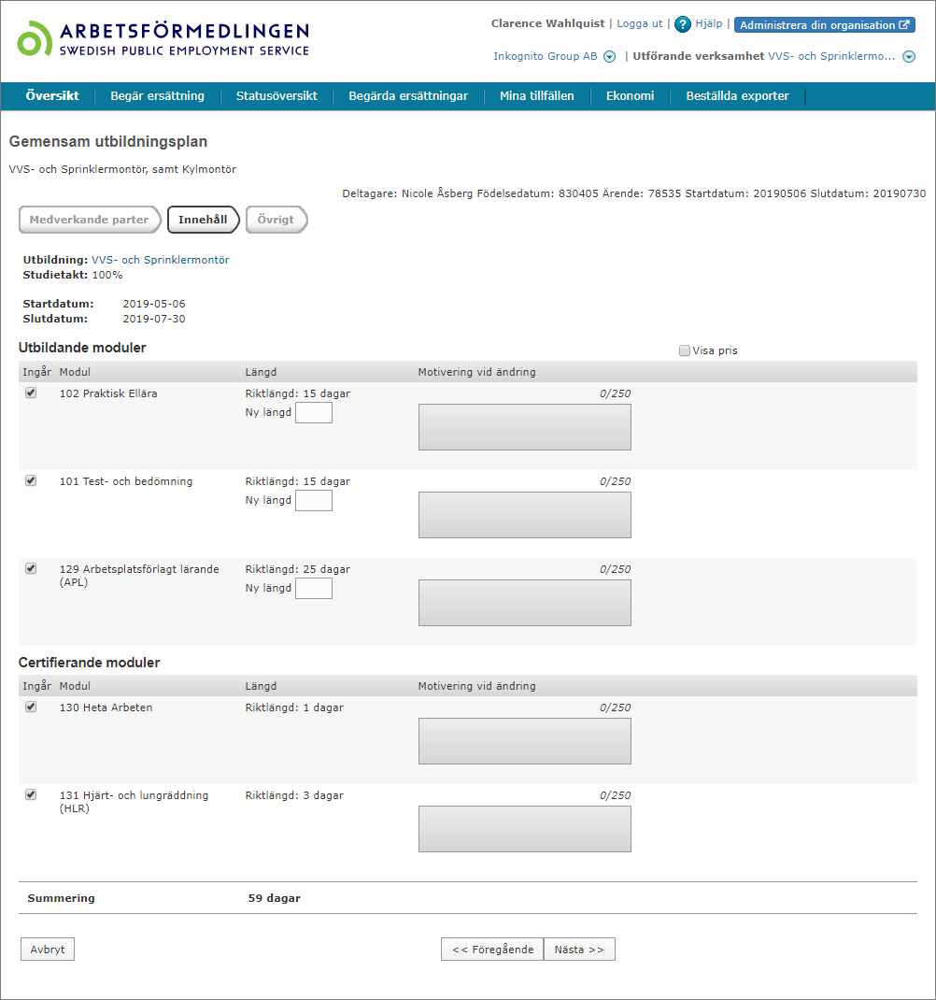 ARBETSFÖRMEDLINGEN
SWEDISH PUBLIC EMPLOYMENT SERVICE
Clarence Wahlquist | Logga ut | ? Hjälp | Administrera din organisation
Inkognito Group AB | Utförande verksamhet VVS- och Sprinklermo...
Översikt Begär ersättning Statusöversikt Begärda ersättningar Mina tillfällen Ekonomi Beställda exporter
Gemensam utbildningsplan
VVS- och Sprinklermontör, samt Kylmontör
Deltagare: Nicole Åsberg Födelsedatum: 830405 Ärende: 78535 Startdatum: 20190506 Slutdatum: 20190730
Medverkande parter Innehåll Övrigt
Utbildning: VVS- och Sprinklermontör
Studietakt: 100%
Startdatum: 2019-05-06
Slutdatum: 2019-07-30
Utbildande moduler
Visa pris
Ingår Modul Längd Motivering vid ändring
102 Praktisk Ellära Riktlängd: 15 dagar 0/250
Ny längd
101 Test- och bedömning Riktlängd: 15 dagar 0/250
Ny längd
129 Arbetsplatsförlagt lärande Riktlängd: 25 dagar 0/250
(APL) Ny längd
Certifierande moduler
Ingår Modul Längd Motivering vid ändring
130 Heta Arbeten Riktlängd: 1 dagar 0/250
131 Hjärt- och lungräddning Riktlängd: 3 dagar 0/250
(HLR)
Summering 59 dagar
Avbryt << Föregående Nästa >>